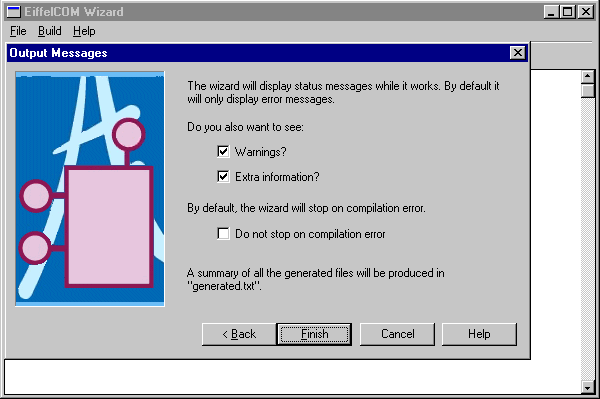 EiffelCOM Wizard
File Build Help
Output Messages
The wizard will display status messages while it works. By default it
will only display error messages.
Do you also want to see:
Warnings?
Extra information?
By default, the wizard will stop on compilation error.
Do not stop on compilation error
A summary of all the generated files will be produced in
"generated.txt".
< Back Finish Cancel Help